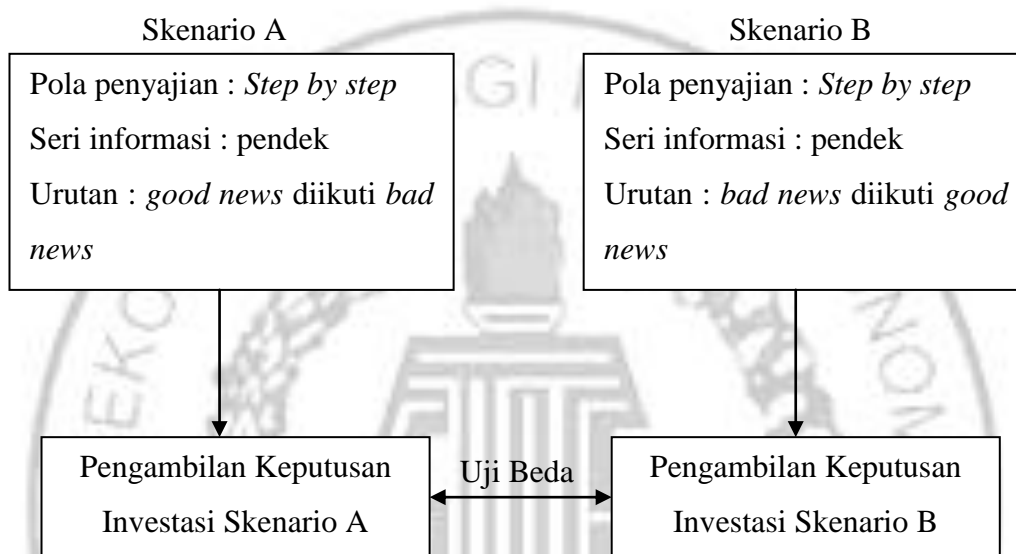 Skenario A
Pola penyajian : Step by step
Seri informasi : pendek
Urutan : good news diikuti bad
news
Skenario B
Pola penyajian : Step by step
Seri informasi : pendek
Urutan : bad news diikuti good
news
Pengambilan Keputusan
Investasi Skenario A
Uji Beda
Pengambilan Keputusan
Investasi Skenario B